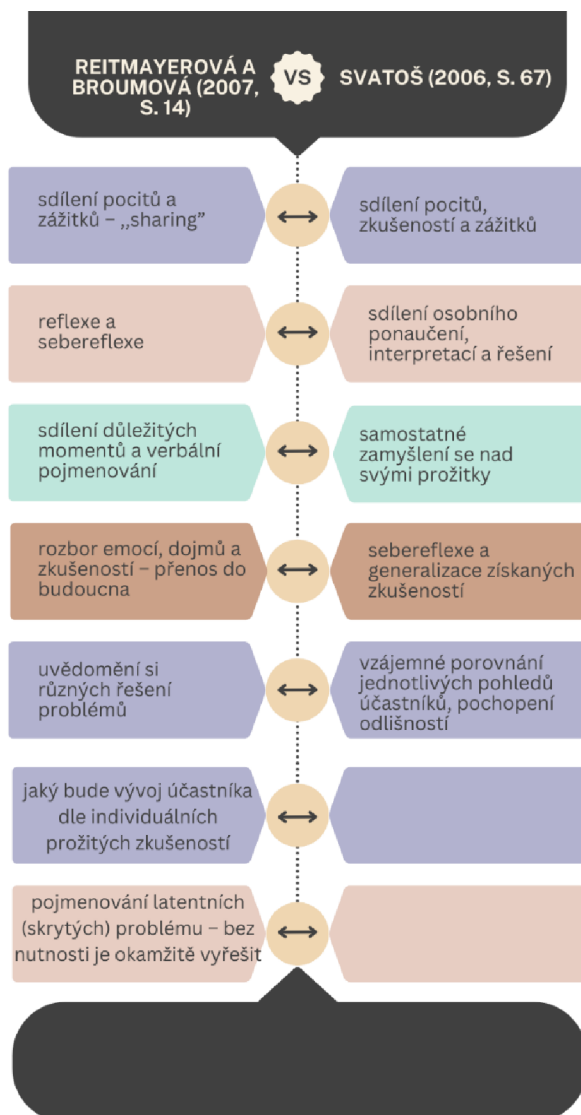 REITMAYEROVÁ A
BROUMOVÁ (2007,
S. 14)
VS
SVATOŠ (2006, S. 67)
sdílení pocitů a
zážitků – ,,sharing”
sdílení pocitů,
zkušeností a zážitků
reflexe a
sebereflexe
sdílení osobního
ponaučení,
interpretací a řešení
sdílení důležitých
momentů a verbální
pojmenování
samostatné
zamyšlení se nad
svými prožitky
rozbor emocí, dojmů a
zkušeností – přenos do
budoucna
sebereflexe a
generalizace získaných
zkušeností
uvědomění si
různých řešení
problémů
vzájemné porovnání
jednotlivých pohledů
účastníků, pochopení
odlišností
jaký bude vývoj účastníka
dle individuálních
prožitých zkušeností
pojmenování latentních
(skrytých) problému – bez
nutnosti je okamžitě vyřešit